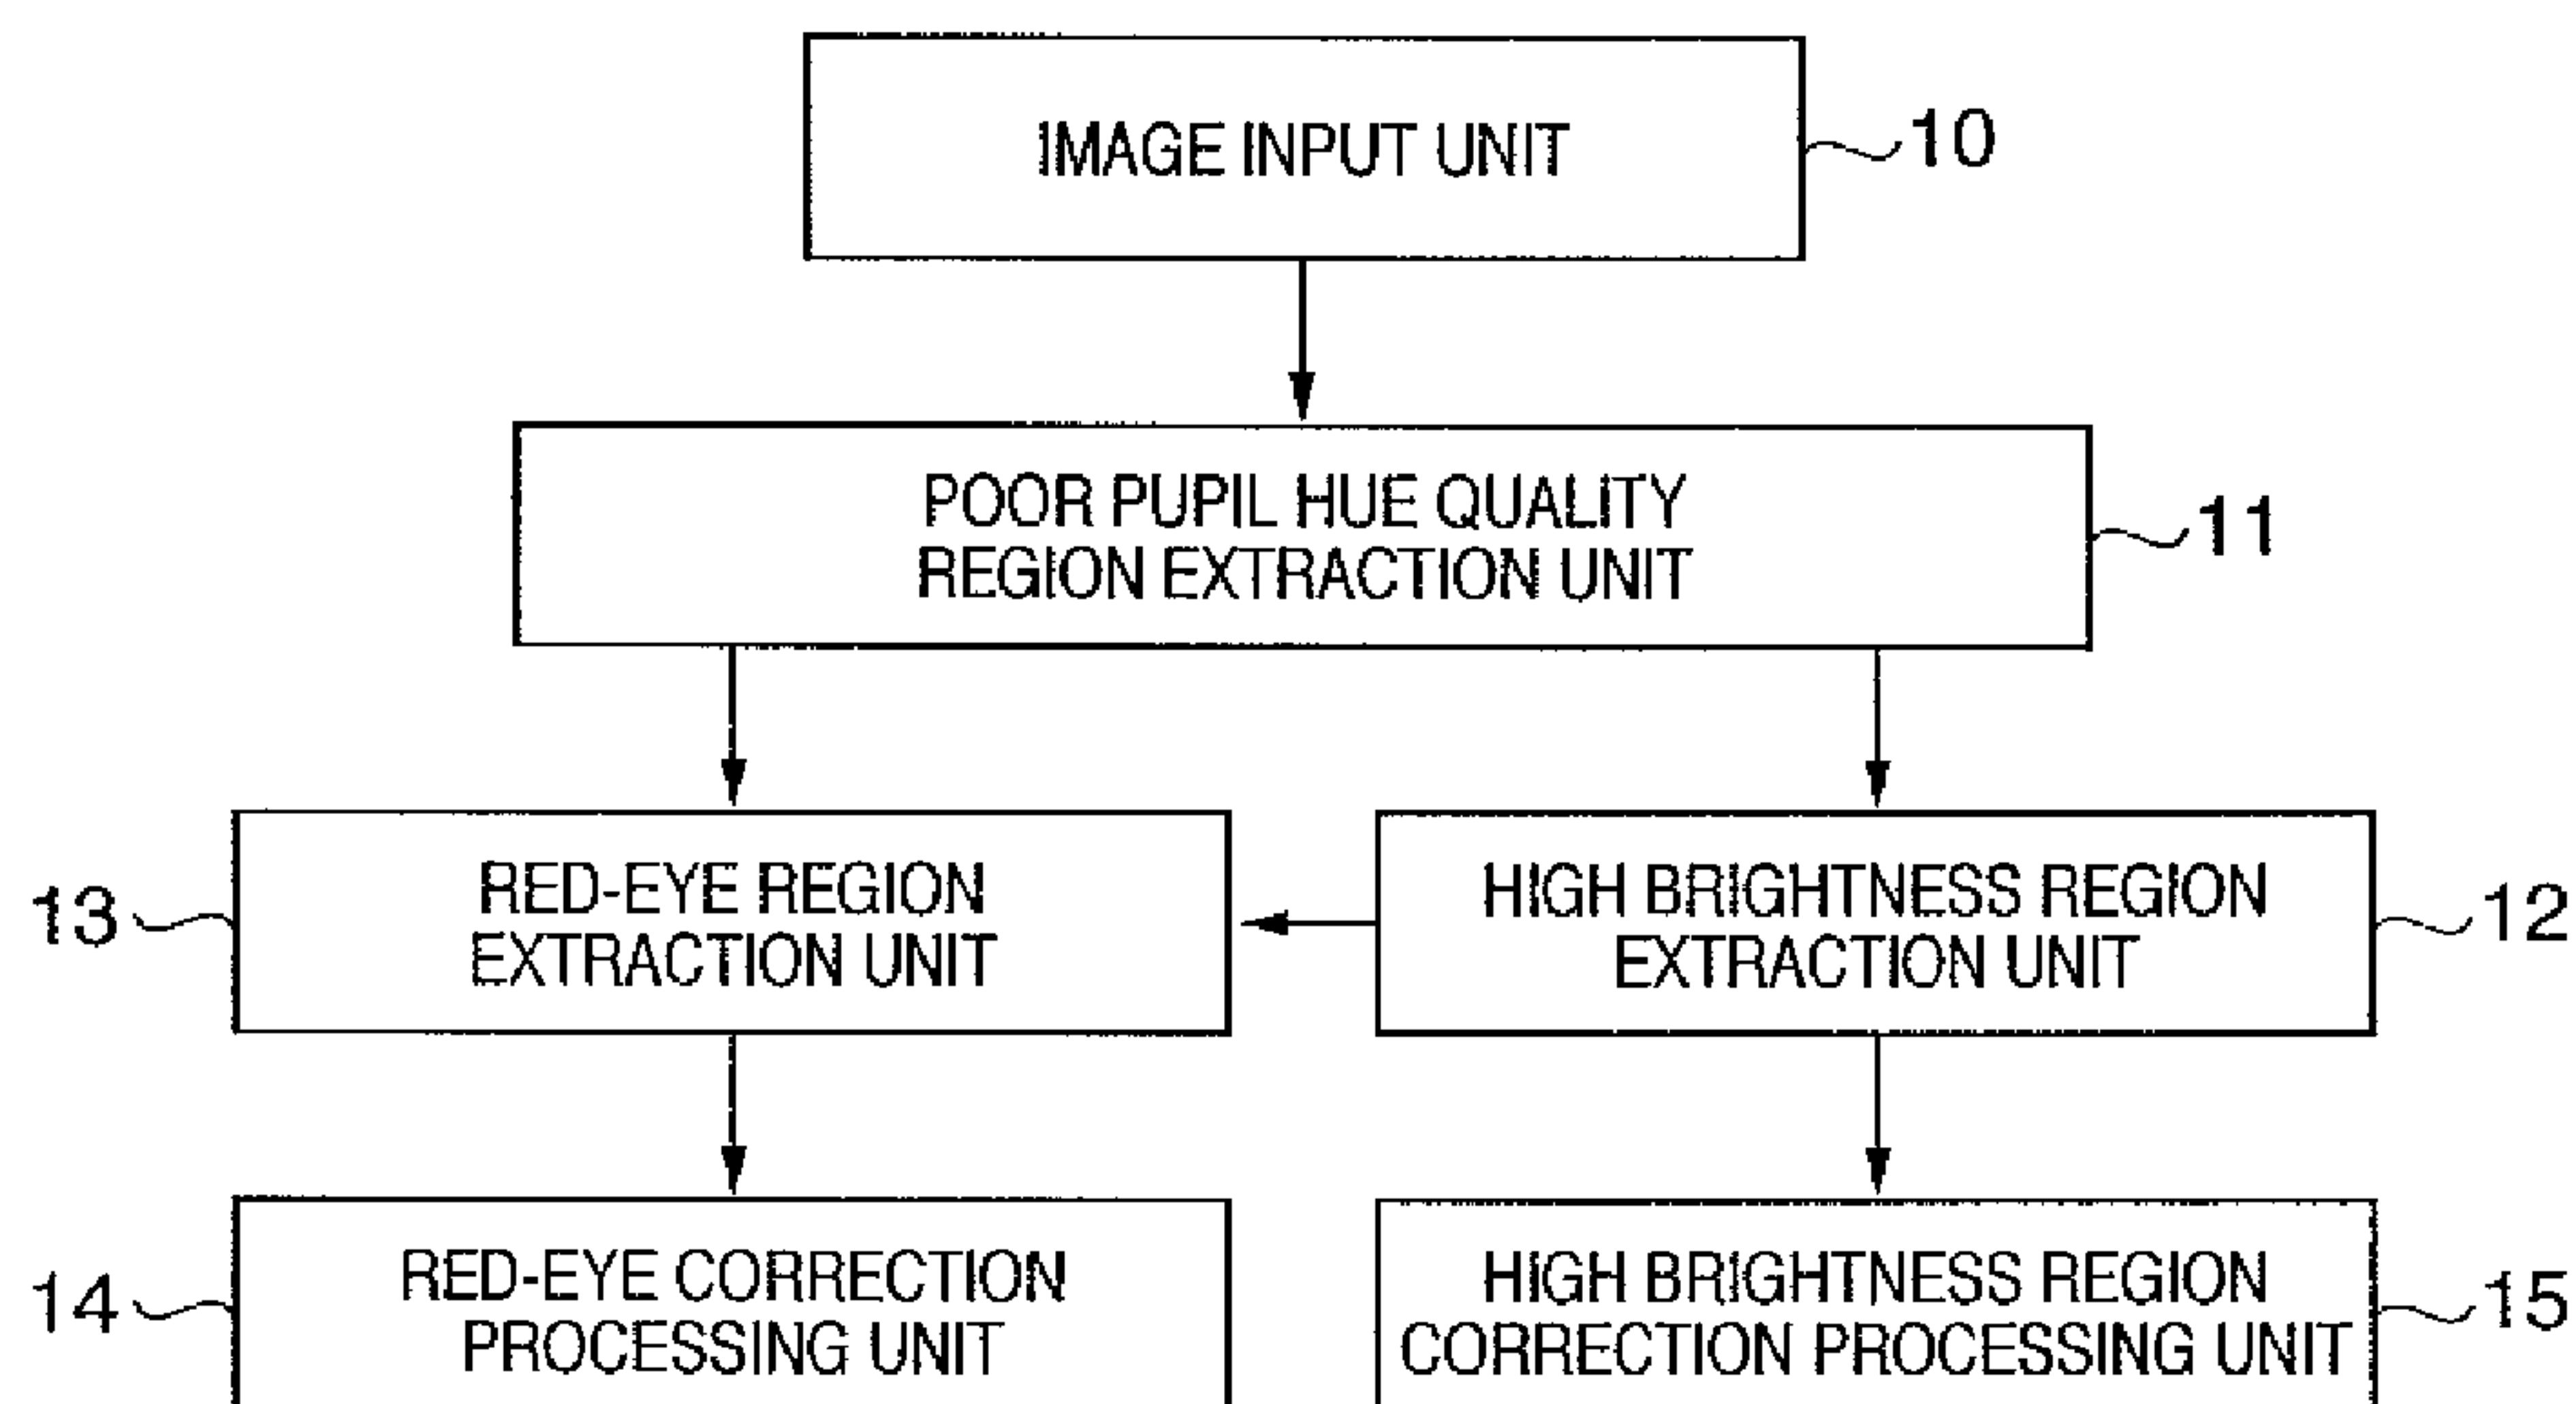 IMAGE INPUT UNIT
10
POOR PUPIL HUE QUALITY
REGION EXTRACTION UNIT
11
13
RED-EYE REGION
EXTRACTION UNIT
HIGH BRIGHTNESS REGION
EXTRACTION UNIT
12
14
RED-EYE CORRECTION
PROCESSING UNIT
HIGH BRIGHTNESS REGION
CORRECTION PROCESSING UNIT
15